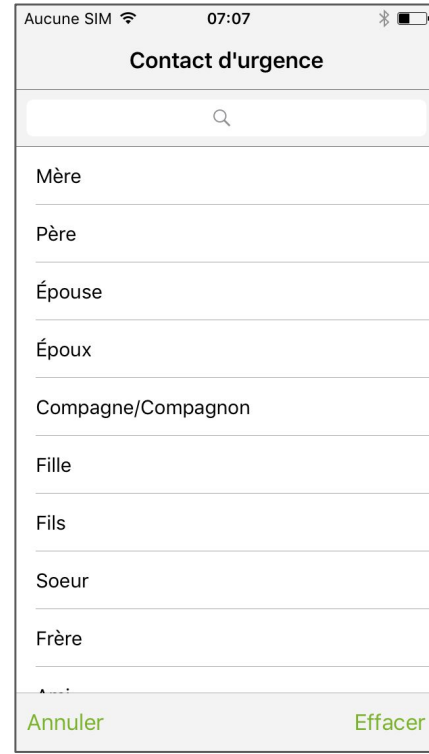 Aucune SIM 07:07
Contact d'urgence
Mère
Père
Épouse
Époux
Compagne/Compagnon
Fille
Fils
Soeur
Frère
Annuler Effacer